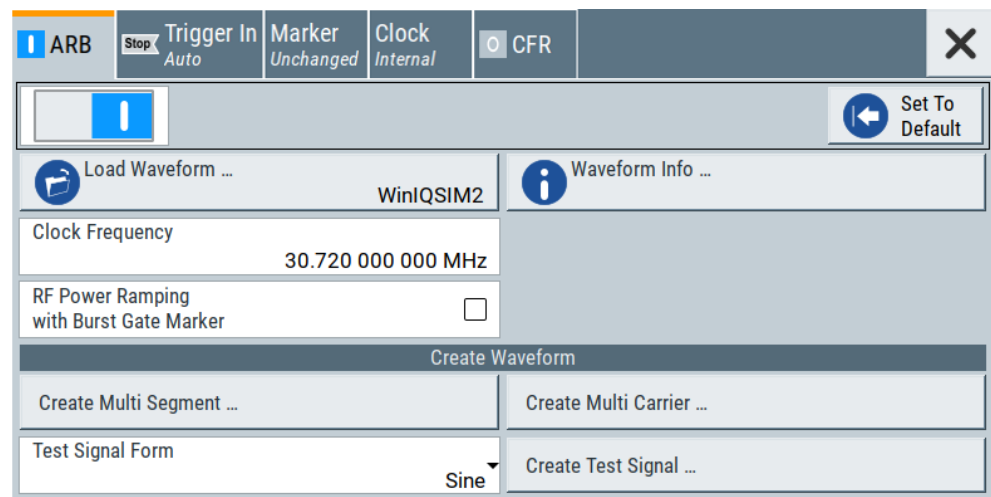 ARB
Stop
Trigger In
Auto
Marker
Unchanged
Clock
Internal
CFR
Set To
Default
Load Waveform ...
WinIQSIM2
Waveform Info ...
Clock Frequency
30.720 000 000 MHz
RF Power Ramping
with Burst Gate Marker
Create Waveform
Create Multi Segment ...
Create Multi Carrier ...
Test Signal Form
Sine
Create Test Signal ...